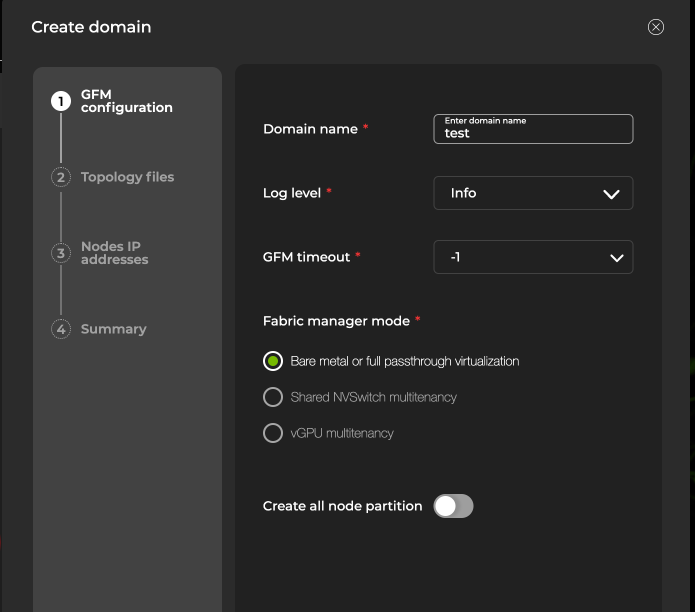 Create domain
1
GFM
configuration
2
Topology files
3
Nodes IP
addresses
4
Summary
Domain name *
Enter domain name
test
Log level *
Info
GFM timeout *
-1
Fabric manager mode *
Bare metal or full passthrough virtualization
Shared NVSwitch multitenancy
vGPU multitenancy
Create all node partition